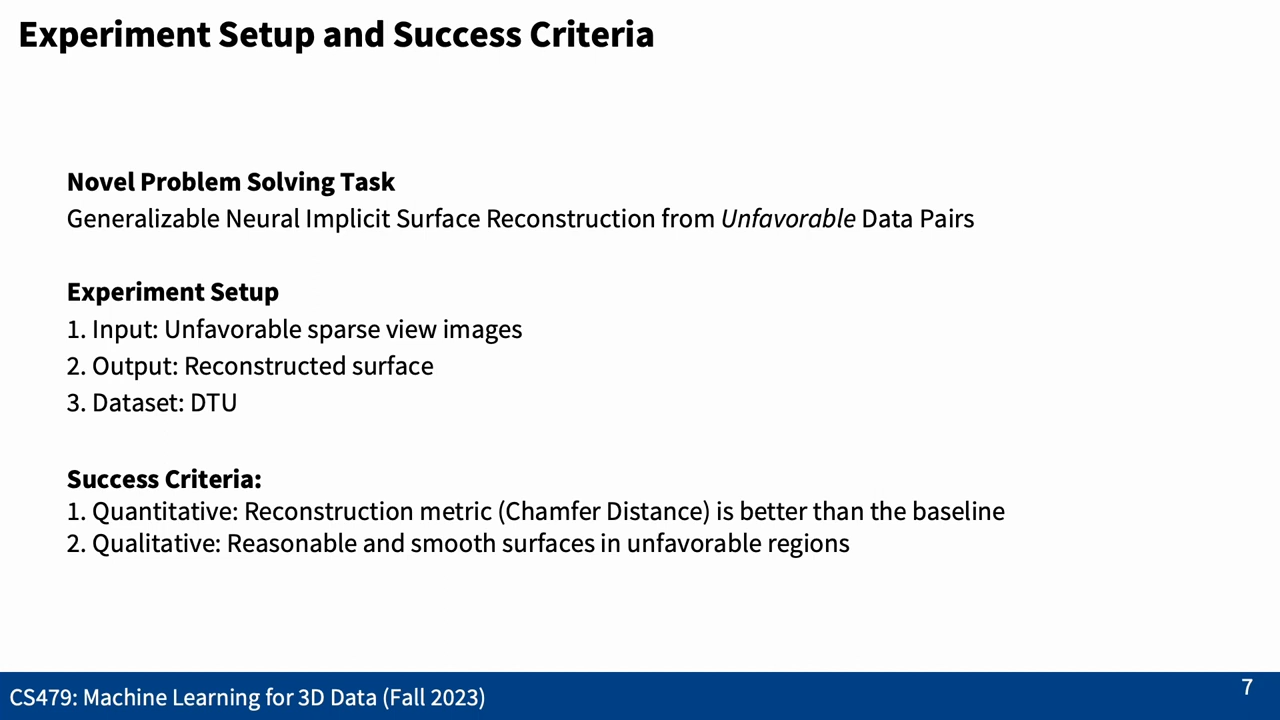 Experiment Setup and Success Criteria
Novel Problem Solving Task
Generalizable Neural Implicit Surface Reconstruction from Unfavorable Data Pairs
Experiment Setup
1. Input: Unfavorable sparse view images
2. Output: Reconstructed surface
3. Dataset: DTU
Success Criteria:
1. Quantitative: Reconstruction metric (Chamfer Distance) is better than the baseline
2. Qualitative: Reasonable and smooth surfaces in unfavorable regions
CS479: Machine Learning for 3D Data (Fall 2023)
7